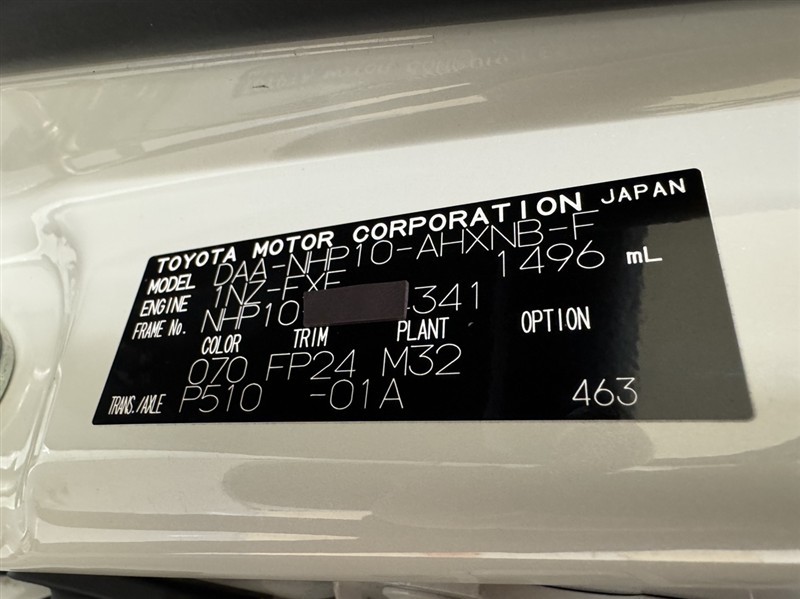 TOYOTA MOTOR CORPORATION JAPAN
MODEL DAA-NHP10-AHXNB-F
ENGINE 1NZ-FXE 1496 mL
FRAME No. NHP10 341
COLOR TRIM PLANT OPTION
070 FP24 M32
TRANS./AXLE P510 -01A 463